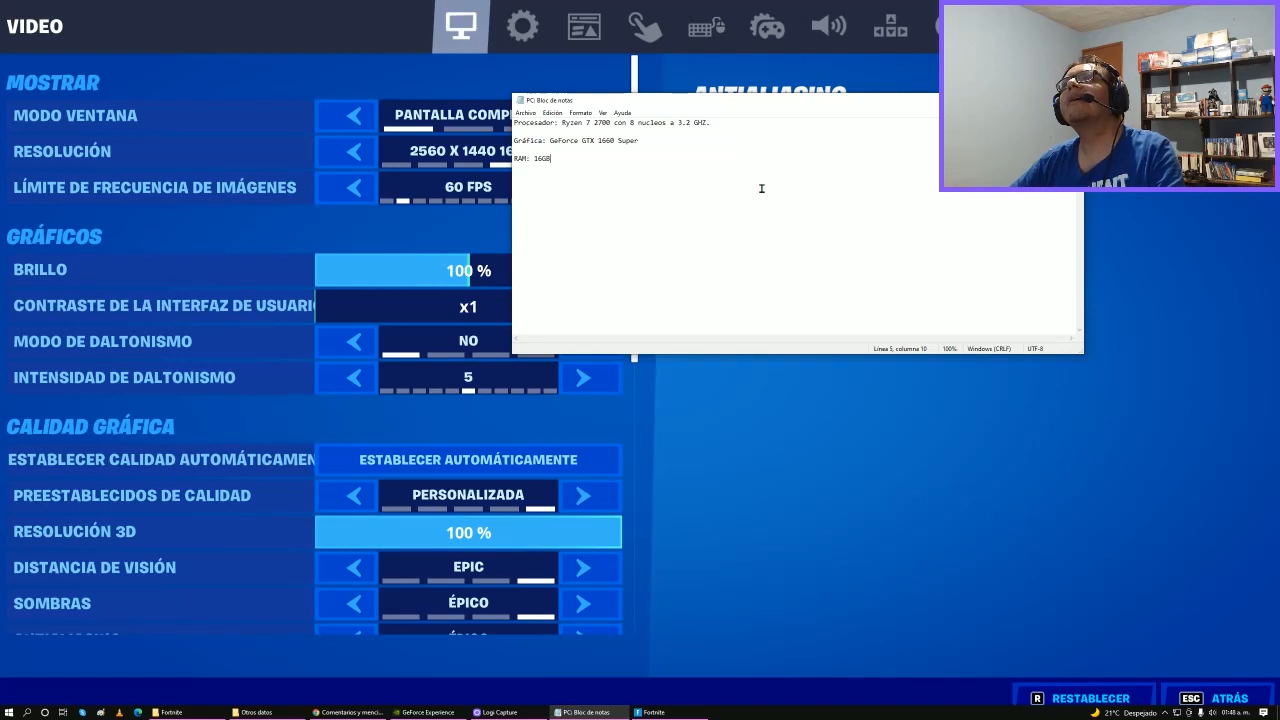 VIDEO
MOSTRAR
MODO VENTANA
PANTALLA COMP
RESOLUCIÓN
2560 X 1440 16
LÍMITE DE FRECUENCIA DE IMÁGENES
60 FPS
GRÁFICOS
BRILLO
100 %
CONTRASTE DE LA INTERFAZ DE USUARI
x1
MODO DE DALTONISMO
NO
INTENSIDAD DE DALTONISMO
5
CALIDAD GRÁFICA
ESTABLECER CALIDAD AUTOMÁTICAMEN
ESTABLECER AUTOMÁTICAMENTE
PREESTABLECIDOS DE CALIDAD
PERSONALIZADA
RESOLUCIÓN 3D
100 %
DISTANCIA DE VISIÓN
EPIC
SOMBRAS
ÉPICO
ANTIALIASING
PC: Bloc de notas
Archivo Edición Formato Ver Ayuda
Procesador: Ryzen 7 2700 con 8 nucleos a 3.2 GHZ.
Gráfica: GeForce GTX 1660 Super
RAM: 16GB
Línea 5, columna 10 100% Windows (CRLF) UTF-8
R RESTABLECER ESC ATRÁS
Fortnite Otros datos Comentarios y menci... GeForce Experience Logi Capture PC: Bloc de notas Fortnite 21°C Despejado 01:48 a. m.